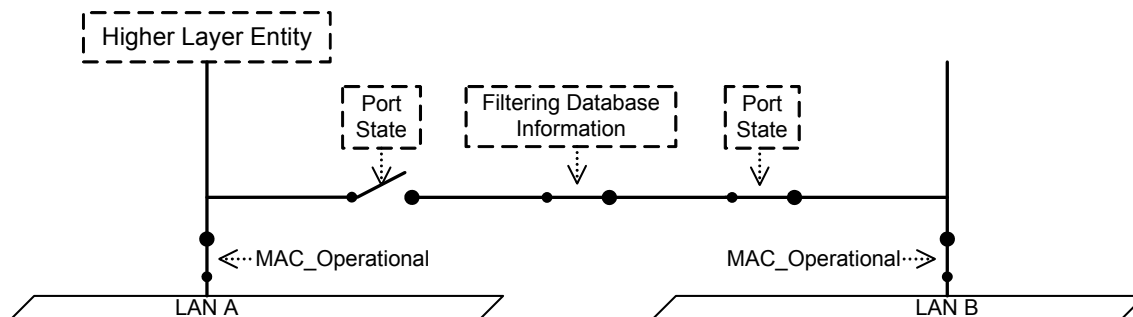 Higher Layer Entity
Port
State
Filtering Database
Information
Port
State
MAC_Operational
MAC_Operational
LAN A
LAN B